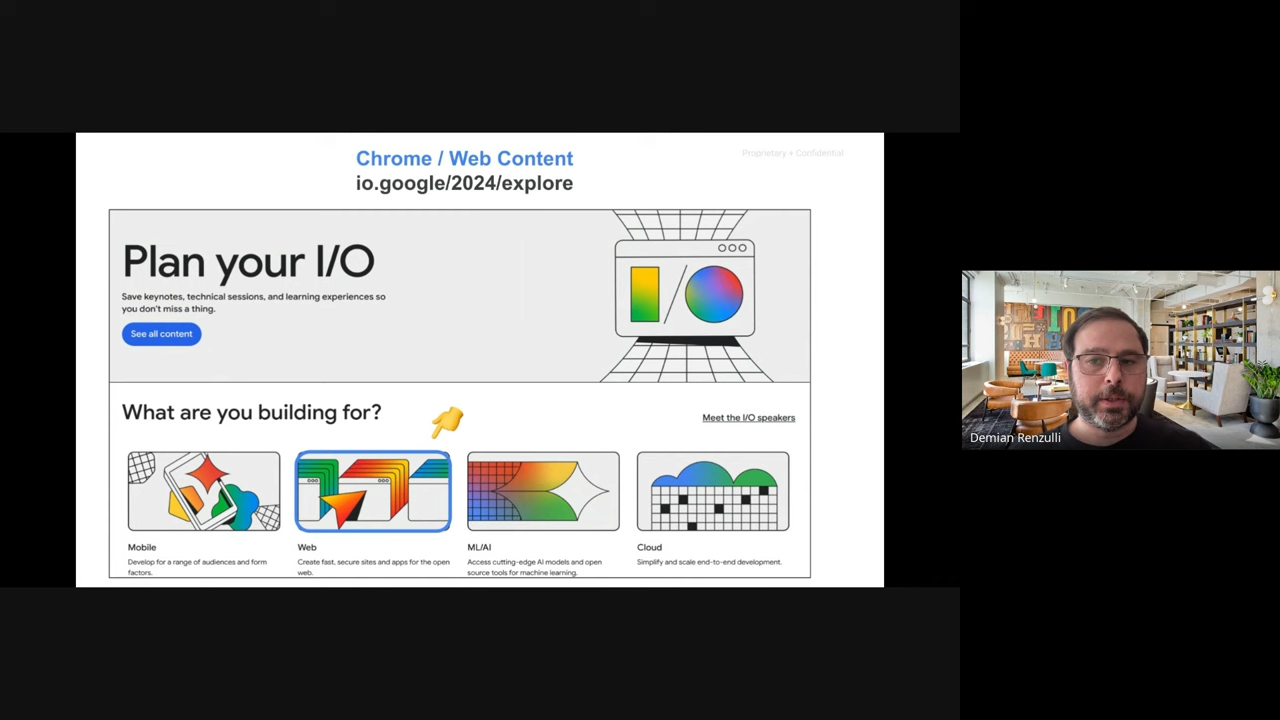 Chrome / Web Content
Proprietary + Confidential
io.google/2024/explore
Plan your I/O
Save keynotes, technical sessions, and learning experiences so
you don't miss a thing.
See all content
I/O
What are you building for?
Meet the I/O speakers
Mobile
Develop for a range of audiences and form
factors.
Web
Create fast, secure sites and apps for the open
web.
ML/AI
Access cutting-edge AI models and open
source tools for machine learning.
Cloud
Simplify and scale end-to-end development.
Demian Renzulli